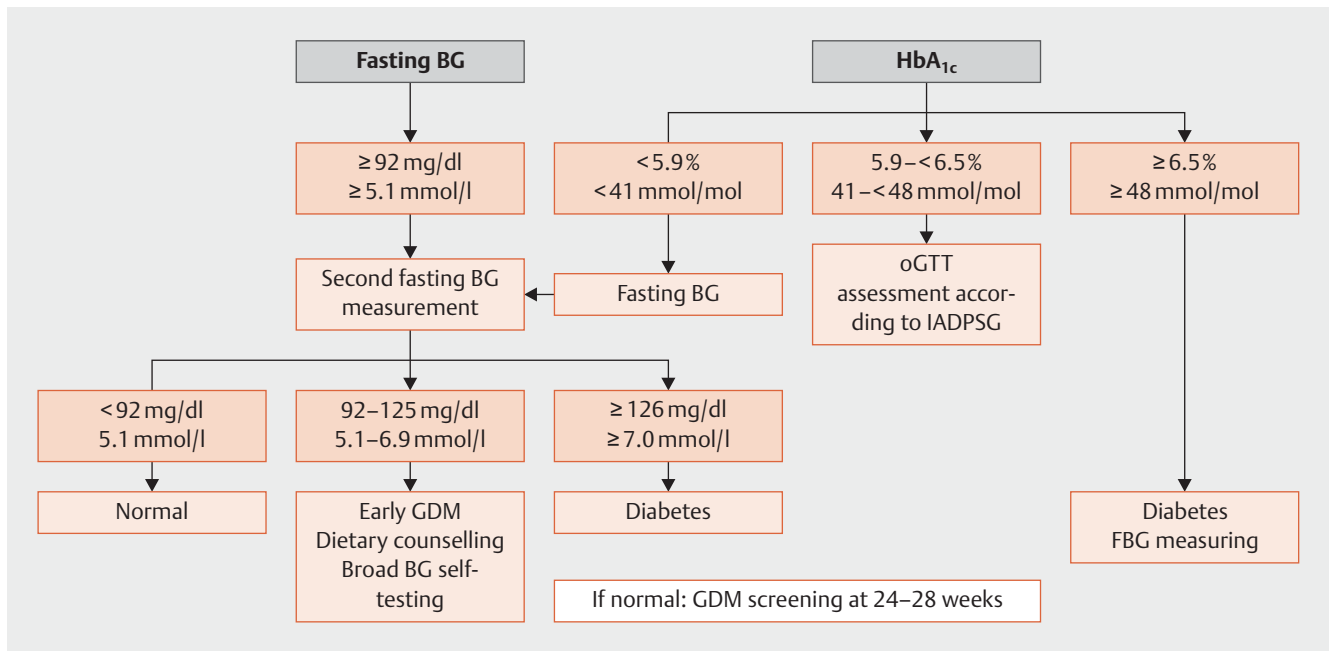 Fasting BG
HbA1c
≥92 mg/dl
≥5.1 mmol/l
<5.9 %
<41 mmol/mol
5.9–<6.5 %
41–<48 mmol/mol
≥6.5 %
≥48 mmol/mol
Second fasting BG
measurement
Fasting BG
oGTT
assessment accor-
ding to IADPSG
<92 mg/dl
5.1 mmol/l
92–125 mg/dl
5.1–6.9 mmol/l
≥126 mg/dl
≥7.0 mmol/l
Normal
Early GDM
Dietary counselling
Broad BG self-
testing
Diabetes
Diabetes
FBG measuring
If normal: GDM screening at 24–28 weeks